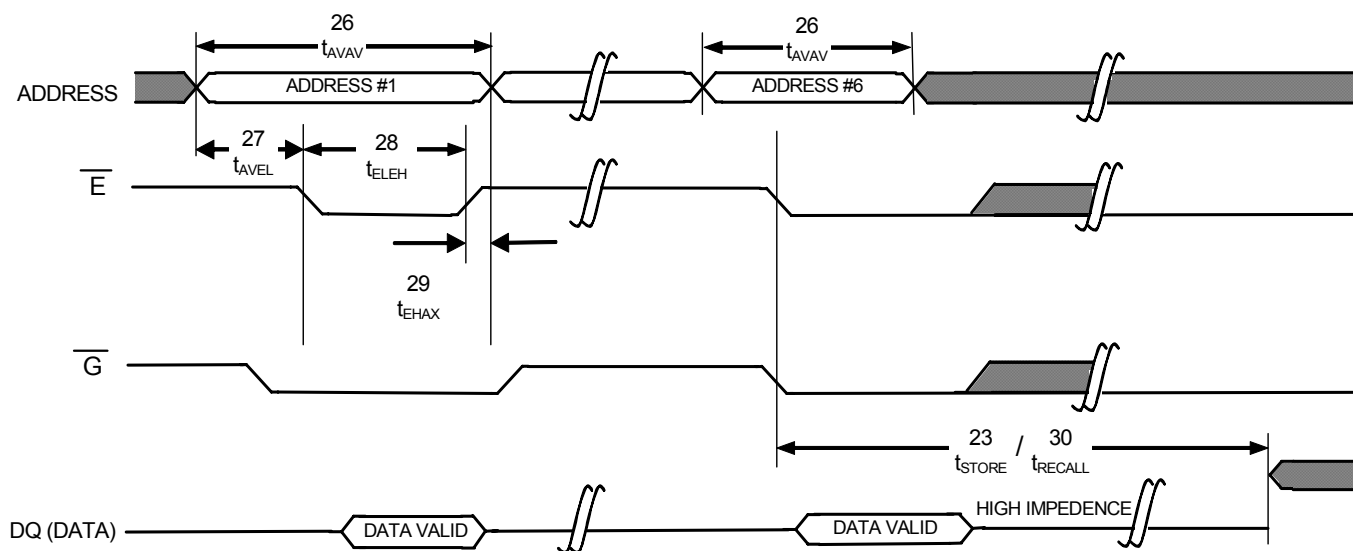 26 26
tAVAV tAVAV
ADDRESS ADDRESS #1 ADDRESS #6
27 28
tAVEL tELEH
E
29
tEHAX
G
23 / 30
tSTORE tRECALL
HIGH IMPEDENCE
DQ (DATA) DATA VALID DATA VALID